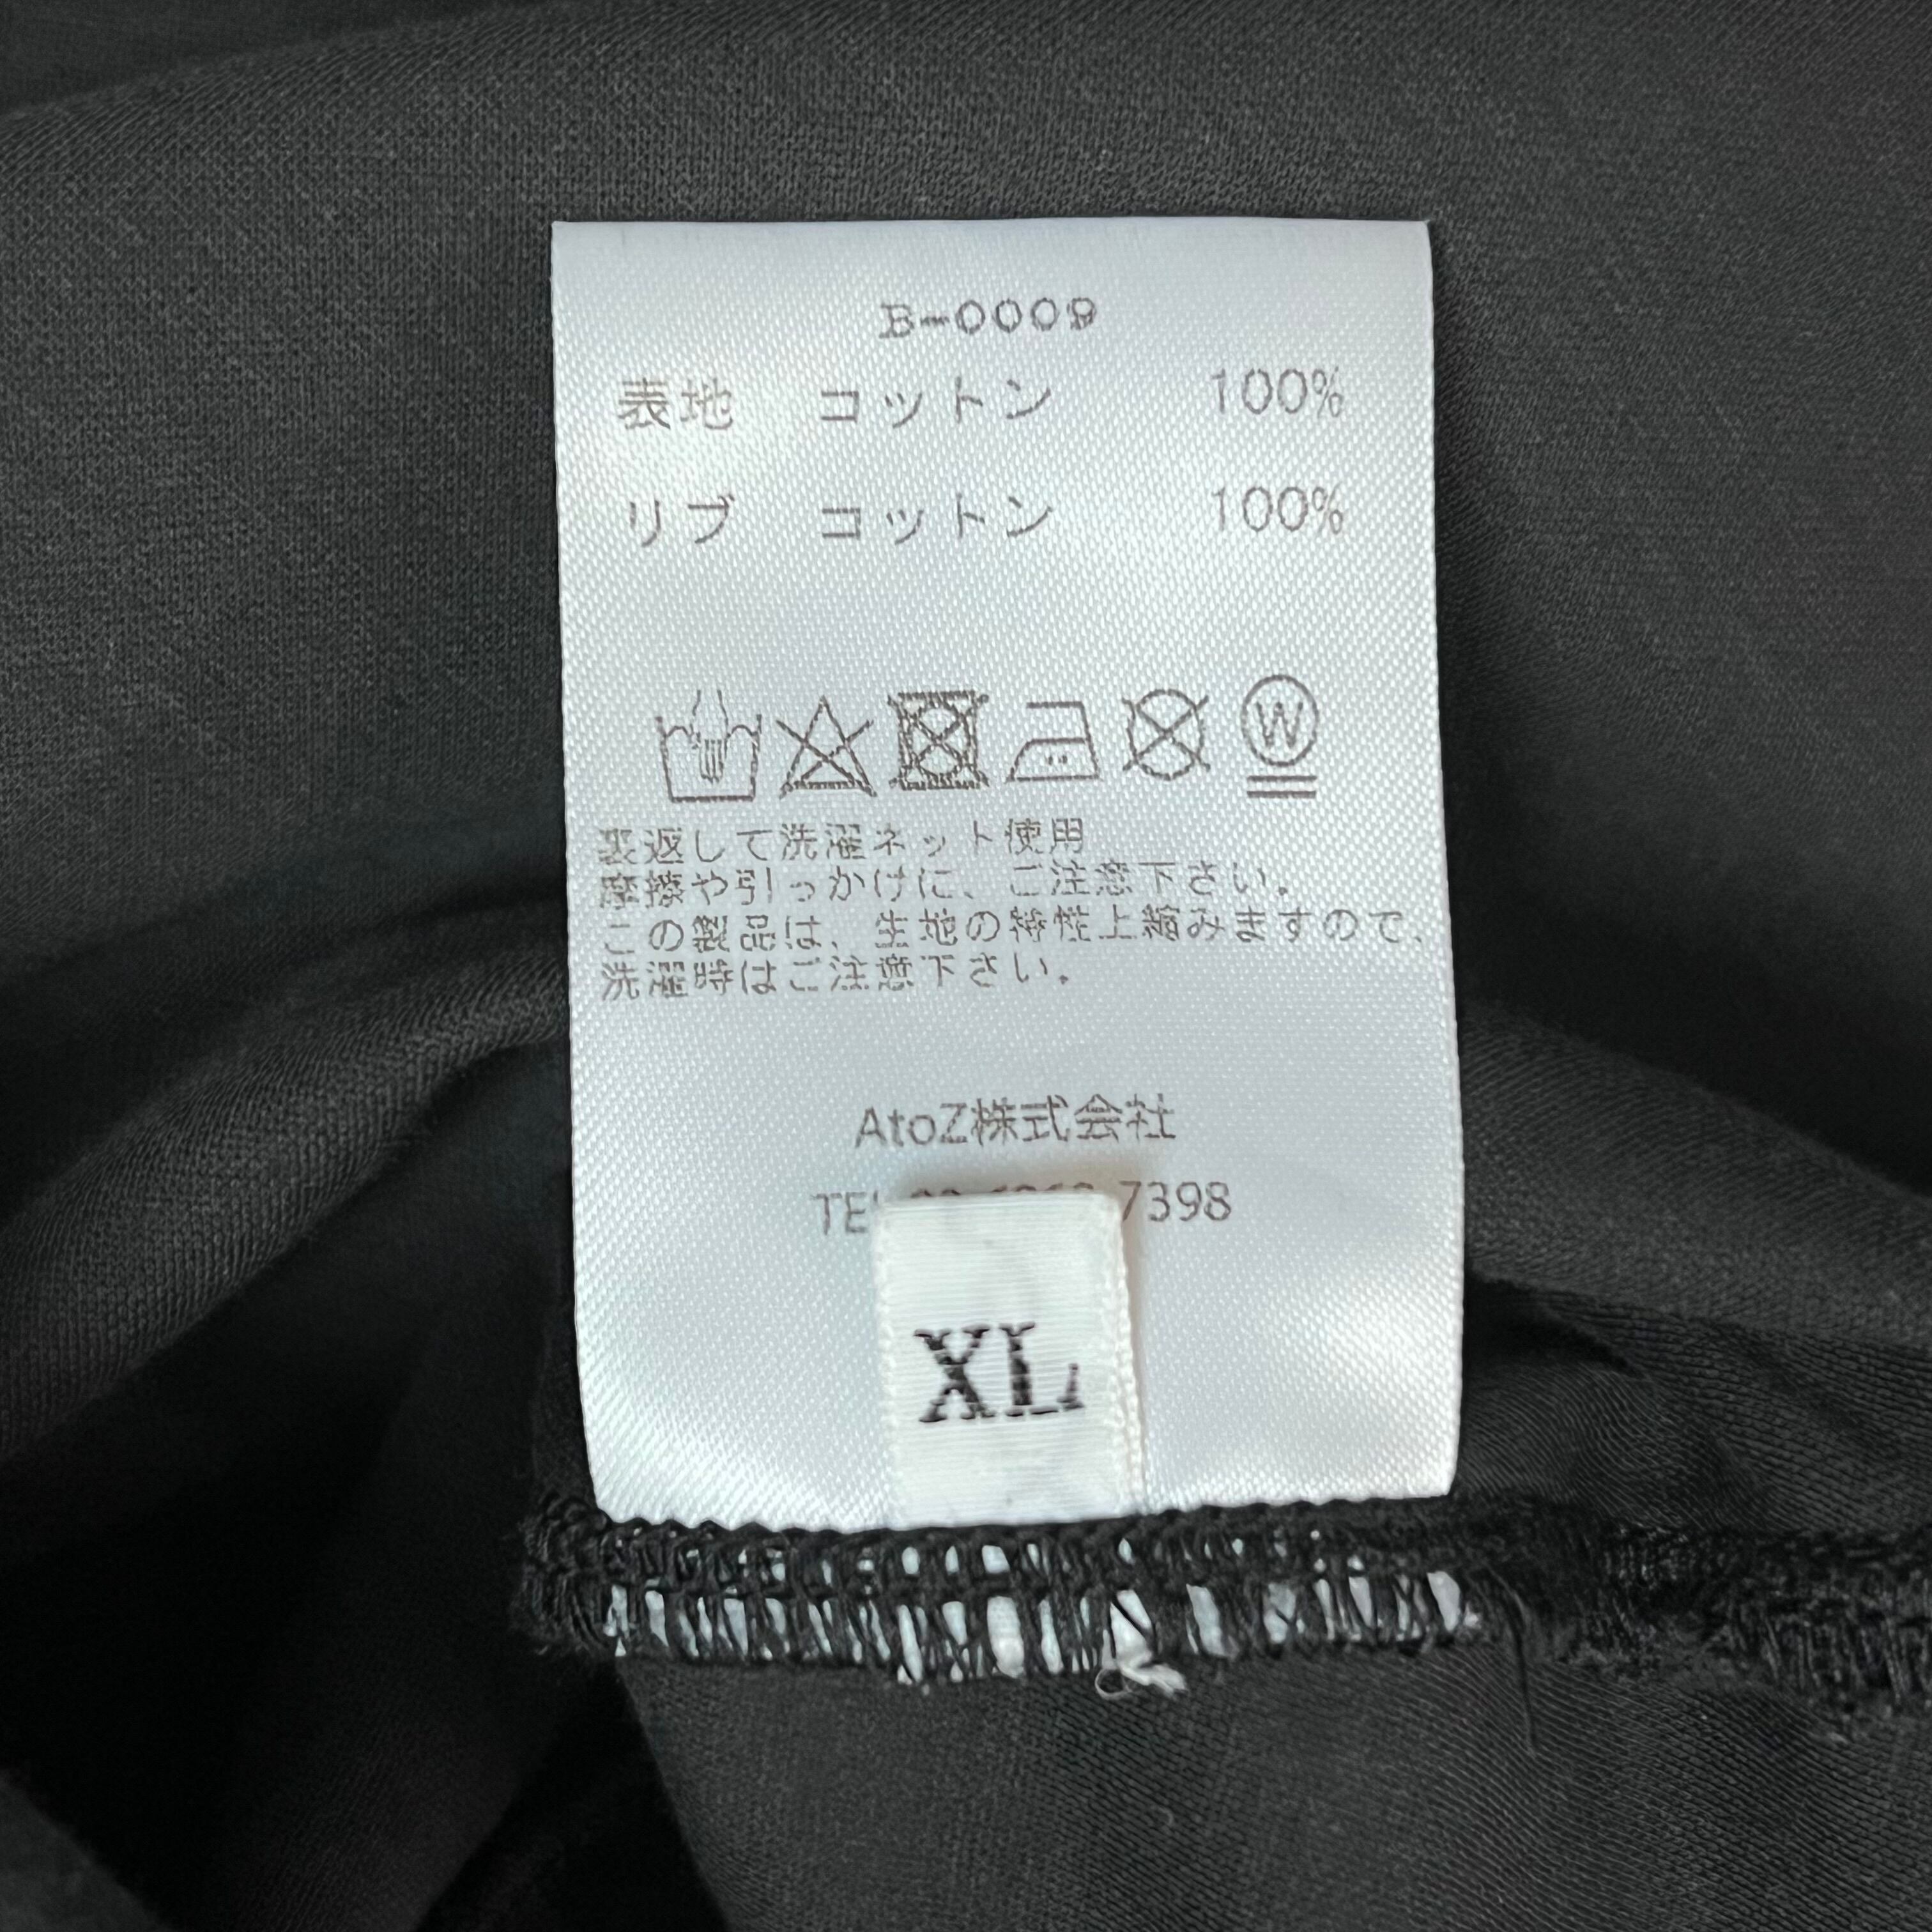 B-0009
表地 コットン 100%
リブ コットン 100%
W
裏返して洗濯ネット使用
摩擦や引っかけに、ご注意下さい。
この製品は、生地の特性上縮みますので、
洗濯時はご注意下さい。
AtoZ株式会社
7398
XL